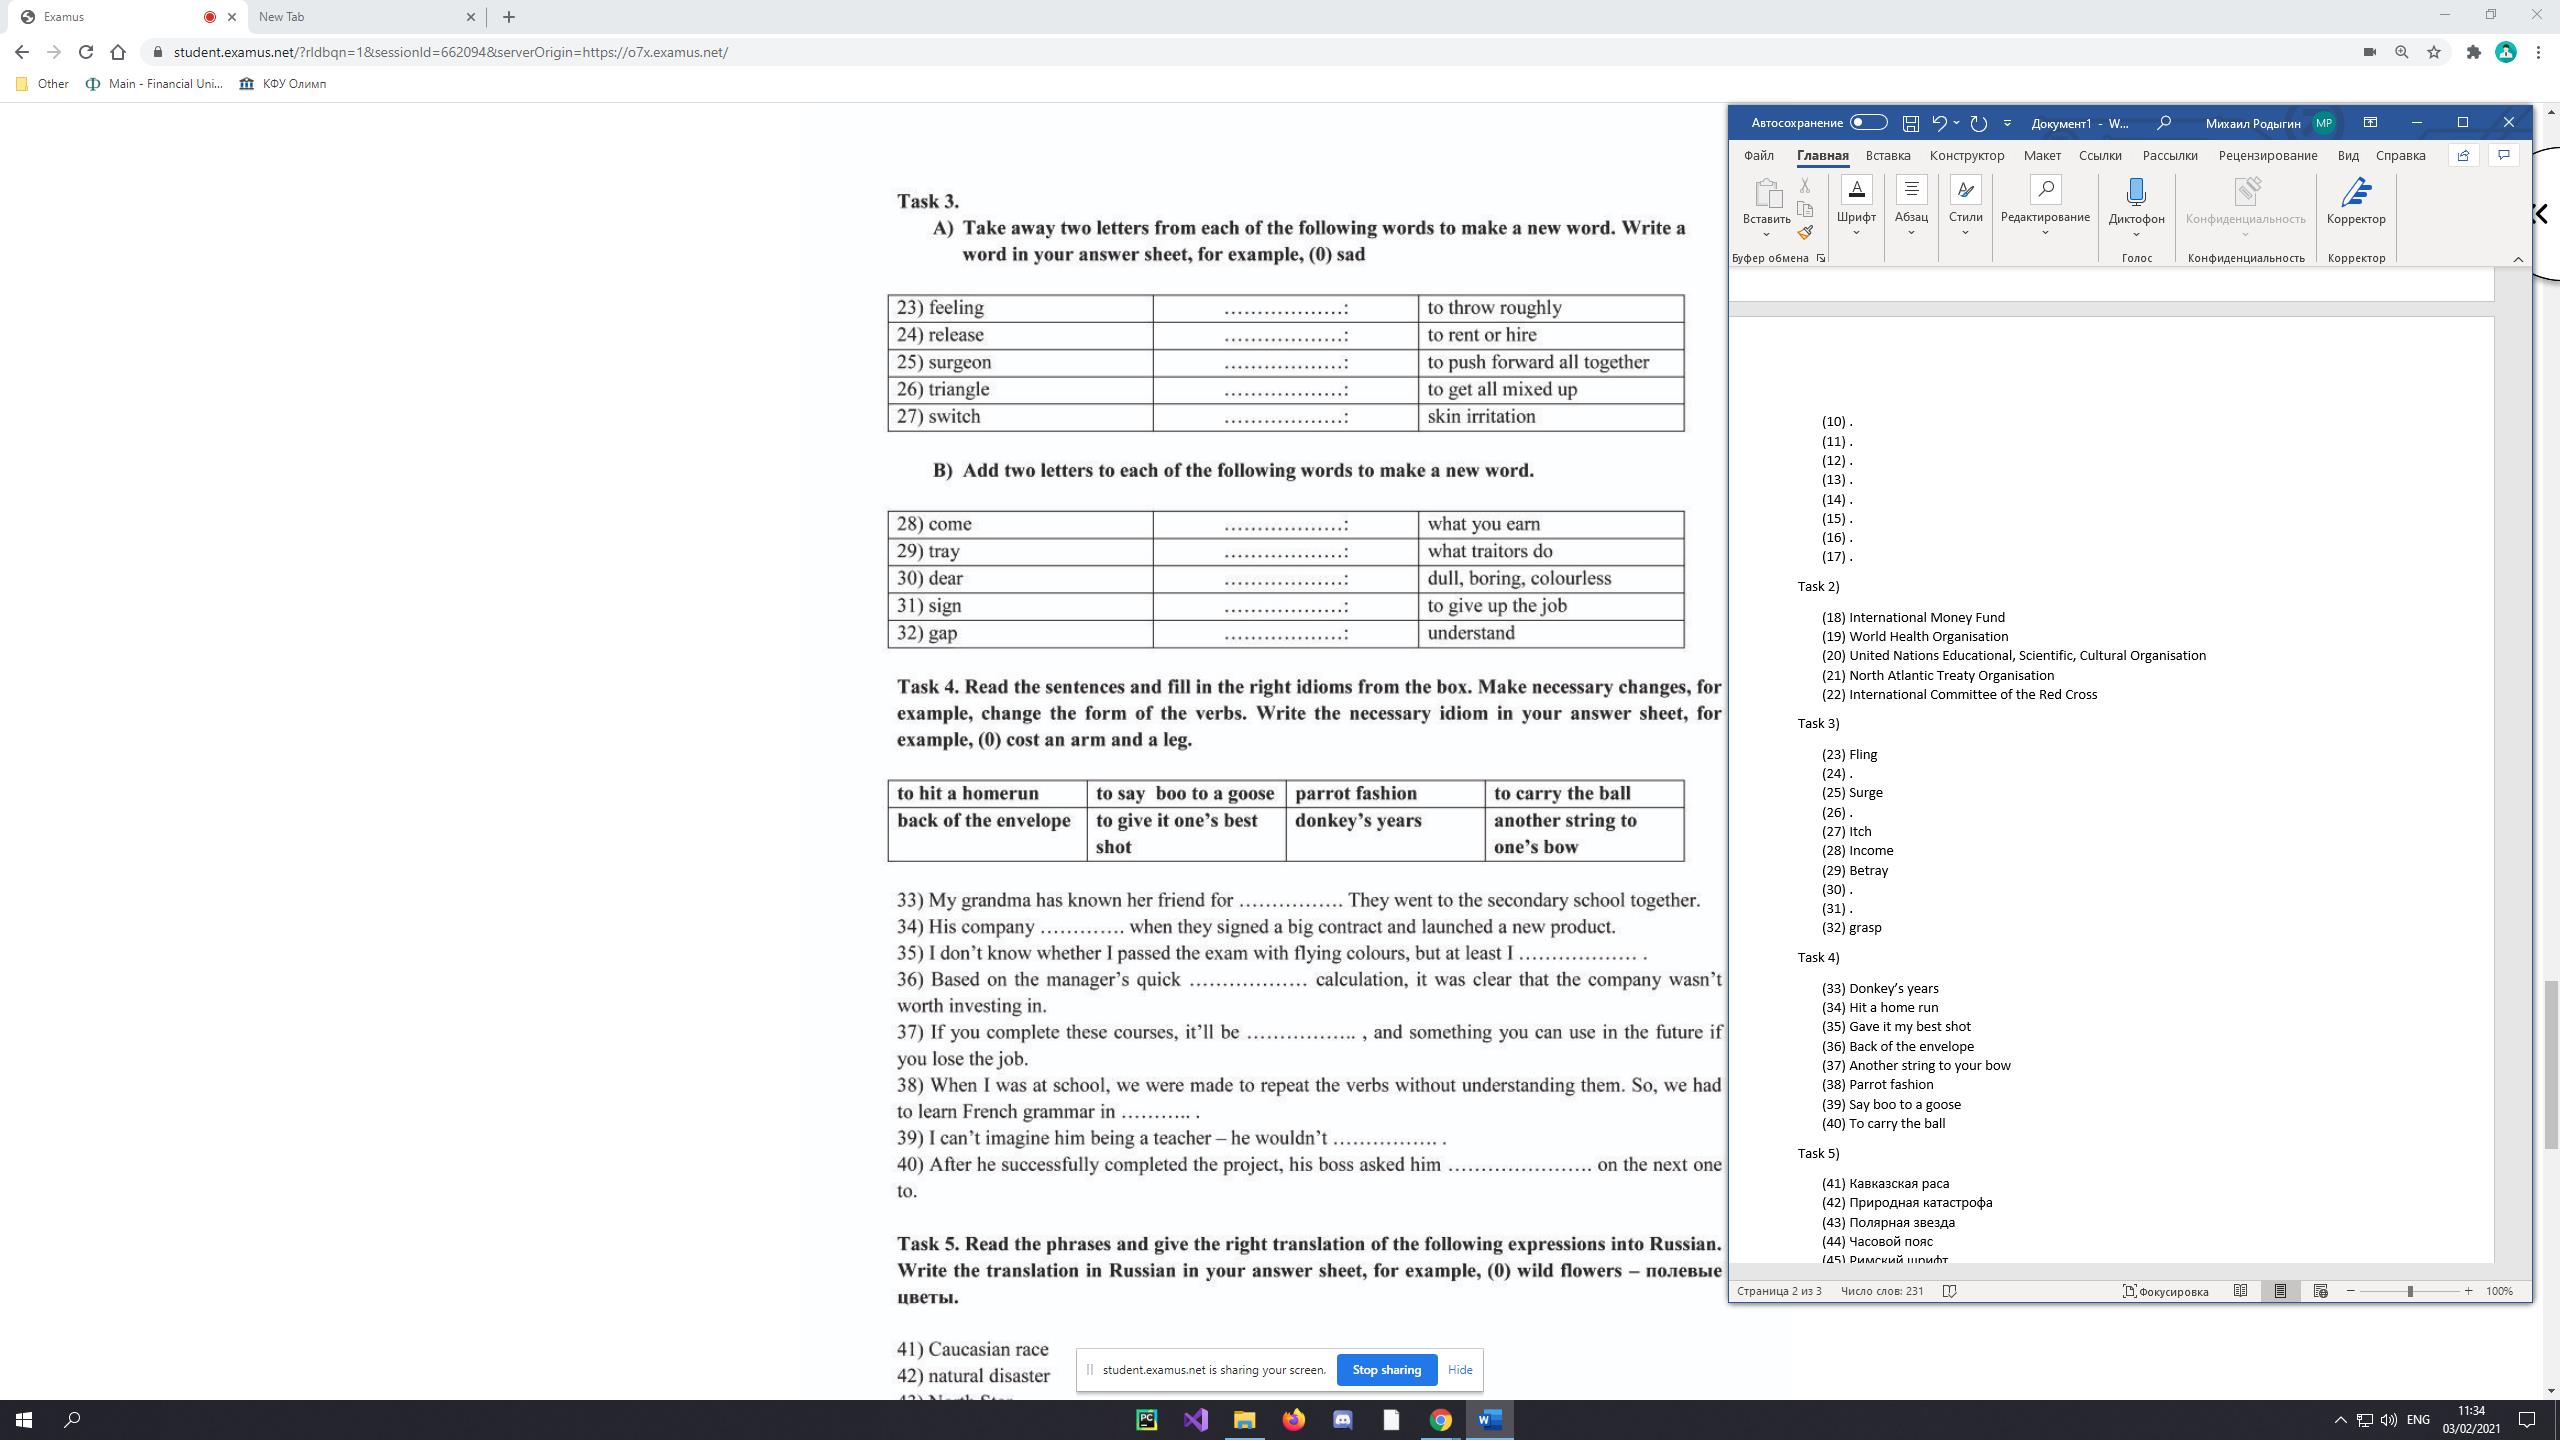 Examus
New Tab
student.examus.net/?rldbqn=1&sessionId=662094&serverOrigin=https://o7x.examus.net/
Other
Main - Financial Uni...
КФУ Олимп
Task 3.
A) Take away two letters from each of the following words to make a new word. Write a
word in your answer sheet, for example, (0) sad
23) feeling ………………: to throw roughly
24) release ………………: to rent or hire
25) surgeon ………………: to push forward all together
26) triangle ………………: to get all mixed up
27) switch ………………: skin irritation
B) Add two letters to each of the following words to make a new word.
28) come ………………: what you earn
29) tray ………………: what traitors do
30) dear ………………: dull, boring, colourless
31) sign ………………: to give up the job
32) gap ………………: understand
Task 4. Read the sentences and fill in the right idioms from the box. Make necessary changes, for
example, change the form of the verbs. Write the necessary idiom in your answer sheet, for
example, (0) cost an arm and a leg.
to hit a homerun to say boo to a goose parrot fashion to carry the ball
back of the envelope to give it one's best donkey's years another string to
shot one's bow
33) My grandma has known her friend for ……………. They went to the secondary school together.
34) His company …………. when they signed a big contract and launched a new product.
35) I don't know whether I passed the exam with flying colours, but at least I ……………… .
36) Based on the manager's quick ……………… calculation, it was clear that the company wasn't
worth investing in.
37) If you complete these courses, it'll be …………….. , and something you can use in the future if
you lose the job.
38) When I was at school, we were made to repeat the verbs without understanding them. So, we had
to learn French grammar in ……….. .
39) I can't imagine him being a teacher – he wouldn't ……………. .
40) After he successfully completed the project, his boss asked him …………………. on the next one
to.
Task 5. Read the phrases and give the right translation of the following expressions into Russian.
Write the translation in Russian in your answer sheet, for example, (0) wild flowers – полевые
цветы.
41) Caucasian race
42) natural disaster
43) North Star
Автосохранение
Документ1 - W...
Михаил Родыгин
МР
Файл Главная Вставка Конструктор Макет Ссылки Рассылки Рецензирование Вид Справка
Вставить Шрифт Абзац Стили Редактирование Диктофон Конфиденциальность Корректор
Буфер обмена Голос Конфиденциальность Корректор
(10) .
(11) .
(12) .
(13) .
(14) .
(15) .
(16) .
(17) .
Task 2)
(18) International Money Fund
(19) World Health Organisation
(20) United Nations Educational, Scientific, Cultural Organisation
(21) North Atlantic Treaty Organisation
(22) International Committee of the Red Cross
Task 3)
(23) Fling
(24) .
(25) Surge
(26) .
(27) Itch
(28) Income
(29) Betray
(30) .
(31) .
(32) grasp
Task 4)
(33) Donkey's years
(34) Hit a home run
(35) Gave it my best shot
(36) Back of the envelope
(37) Another string to your bow
(38) Parrot fashion
(39) Say boo to a goose
(40) To carry the ball
Task 5)
(41) Кавказская раса
(42) Природная катастрофа
(43) Полярная звезда
(44) Часовой пояс
(45) Римский шрифт
Страница 2 из 3 Число слов: 231 Фокусировка 100%
student.examus.net is sharing your screen. Stop sharing Hide
PC
ENG
11:34
03/02/2021